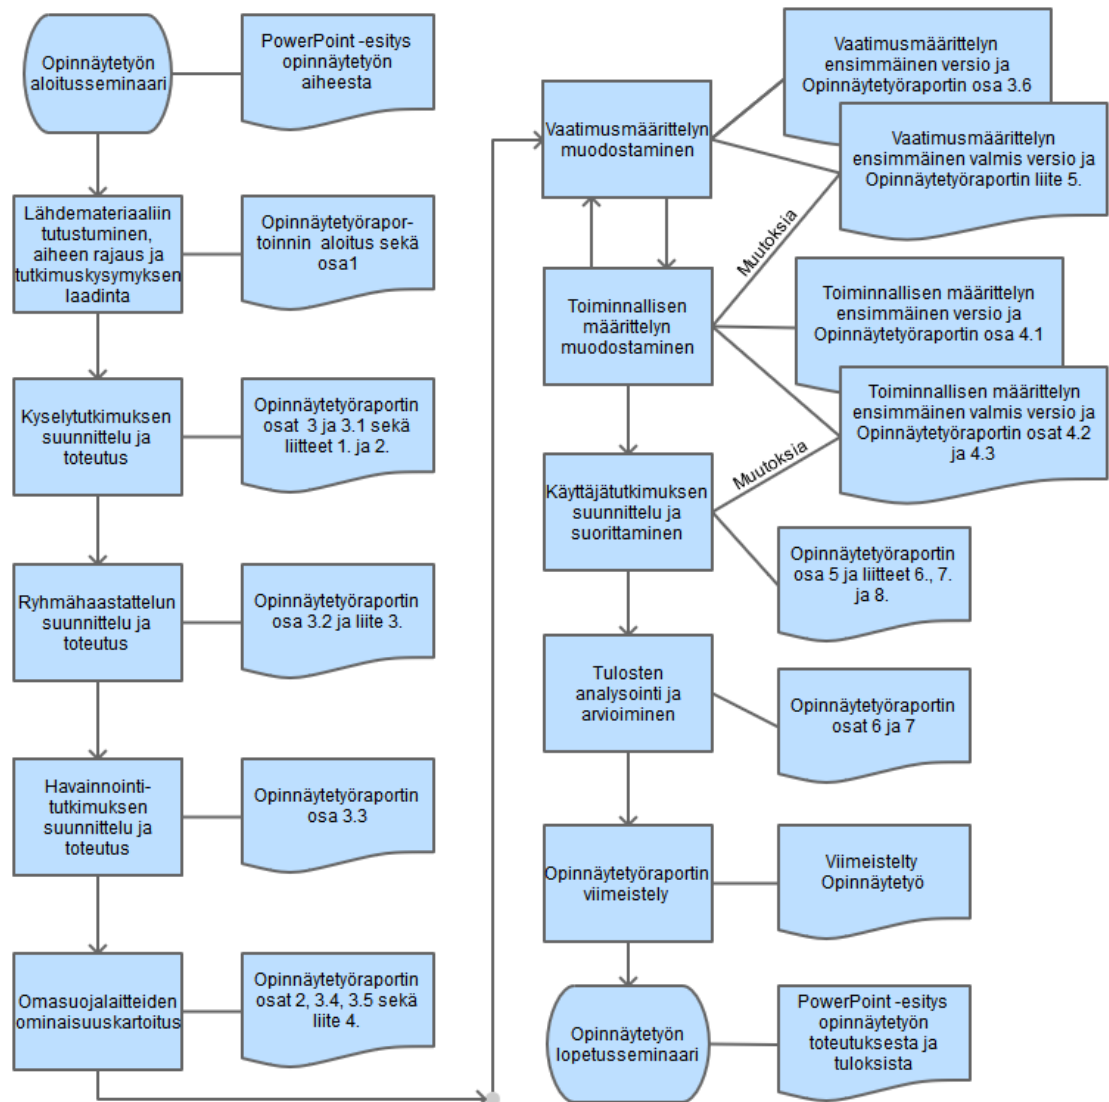 Opinnäytetyön
aloitusseminaari
PowerPoint -esitys
opinnäytetyön
aiheesta
Lähdemateriaaliin
tutustuminen,
aiheen rajaus ja
tutkimuskysymyksen
laadinta
Opinnäytetyörapor-
toinnin aloitus sekä
osa1
Kyselytutkimuksen
suunnittelu ja
toteutus
Opinnäytetyöraportin
osat 3 ja 3.1 sekä
liitteet 1. ja 2.
Ryhmähaastattelun
suunnittelu ja
toteutus
Opinnäytetyöraportin
osa 3.2 ja liite 3.
Havainnointi-
tutkimuksen
suunnittelu ja
toteutus
Opinnäytetyöraportin
osa 3.3
Omasuojalaitteiden
ominaisuuskartoitus
Opinnäytetyöraportin
osat 2, 3.4, 3.5 sekä
liite 4.
Vaatimusmäärittelyn
muodostaminen
Vaatimusmäärittelyn
ensimmäinen versio ja
Opinnäytetyöraportin osa 3.6
Vaatimusmäärittelyn
ensimmäinen valmis versio ja
Opinnäytetyöraportin liite 5.
Muutoksia
Toiminnallisen
määrittelyn
muodostaminen
Toiminnallisen määrittelyn
ensimmäinen versio ja
Opinnäytetyöraportin osa 4.1
Toiminnallisen määrittelyn
ensimmäinen valmis versio ja
Opinnäytetyöraportin osat 4.2
ja 4.3
Muutoksia
Käyttäjätutkimuksen
suunnittelu ja
suorittaminen
Opinnäytetyöraportin
osa 5 ja liitteet 6., 7.
ja 8.
Tulosten
analysointi ja
arvioiminen
Opinnäytetyöraportin
osat 6 ja 7
Opinnäytetyöraportin
viimeistely
Viimeistelty
Opinnäytetyö
Opinnäytetyön
lopetusseminaari
PowerPoint -esitys
opinnäytetyön
toteutuksesta ja
tuloksista